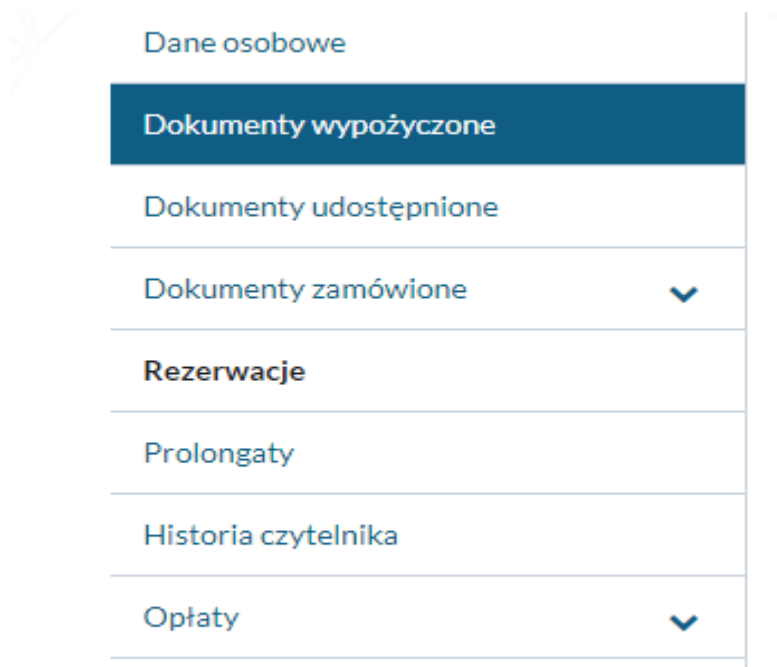 Dane osobowe
Dokumenty wypożyczone
Dokumenty udostępnione
Dokumenty zamówione
Rezerwacje
Prolongaty
Historia czytelnika
Opłaty